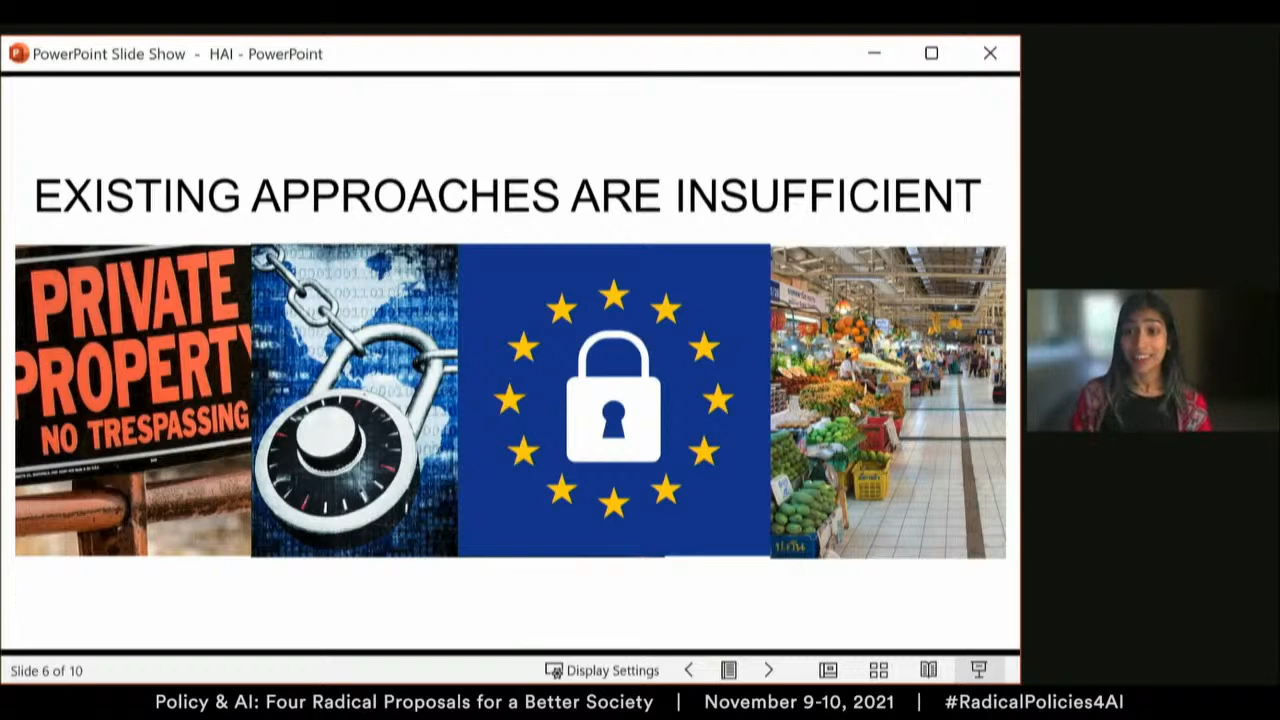 PowerPoint Slide Show - HAI - PowerPoint
EXISTING APPROACHES ARE INSUFFICIENT
PRIVATE
PROPERTY
NO TRESPASSING
Slide 6 of 10
Display Settings
Policy & AI: Four Radical Proposals for a Better Society | November 9-10, 2021 | #RadicalPolicies4AI